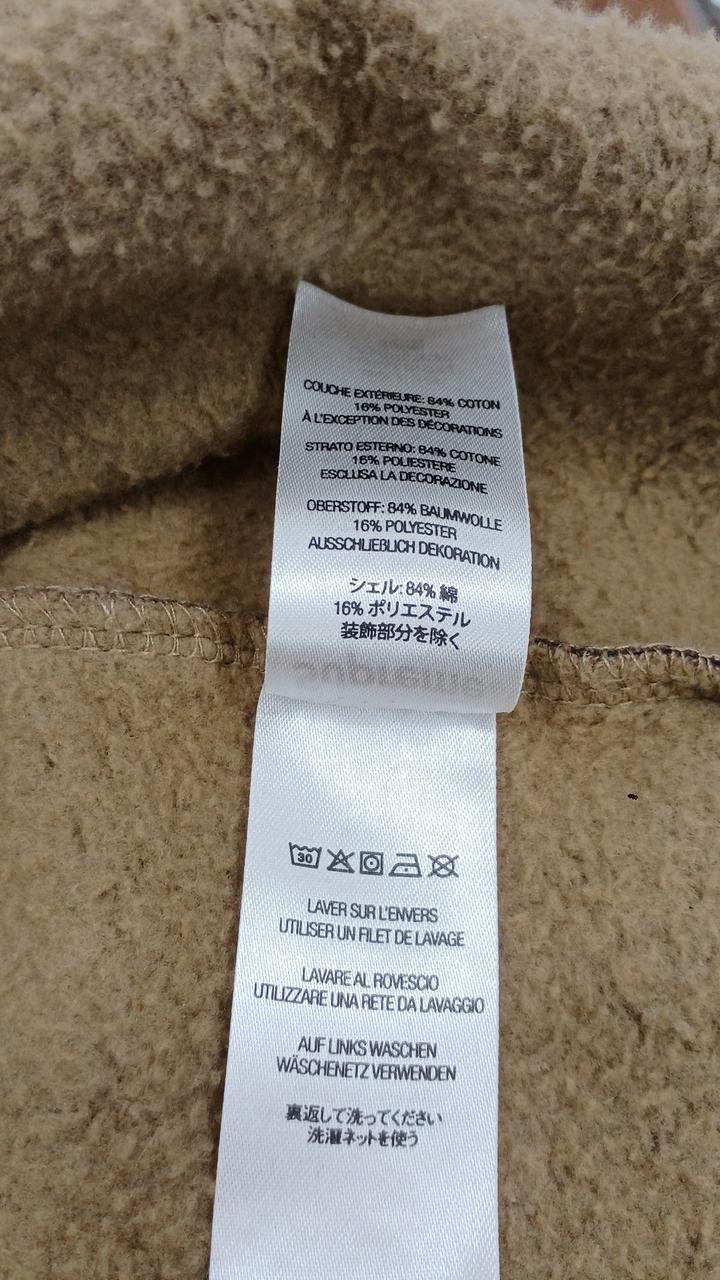 COUCHE EXTÉRIEURE: 84% COTON
16% POLYESTER
À L'EXCEPTION DES DÉCORATIONS
STRATO ESTERNO: 84% COTONE
16% POLIESTERE
ESCLUSA LA DECORAZIONE
OBERSTOFF: 84% BAUMWOLLE
16% POLYESTER
AUSSCHLIEBLICH DEKORATION
シェル: 84% 綿
16% ポリエステル
装飾部分を除く
30
LAVER SUR L'ENVERS
UTILISER UN FILET DE LAVAGE
LAVARE AL ROVESCIO
UTILIZZARE UNA RETE DA LAVAGGIO
AUF LINKS WASCHEN
WÄSCHENETZ VERWENDEN
裏返して洗ってください
洗濯ネットを使う